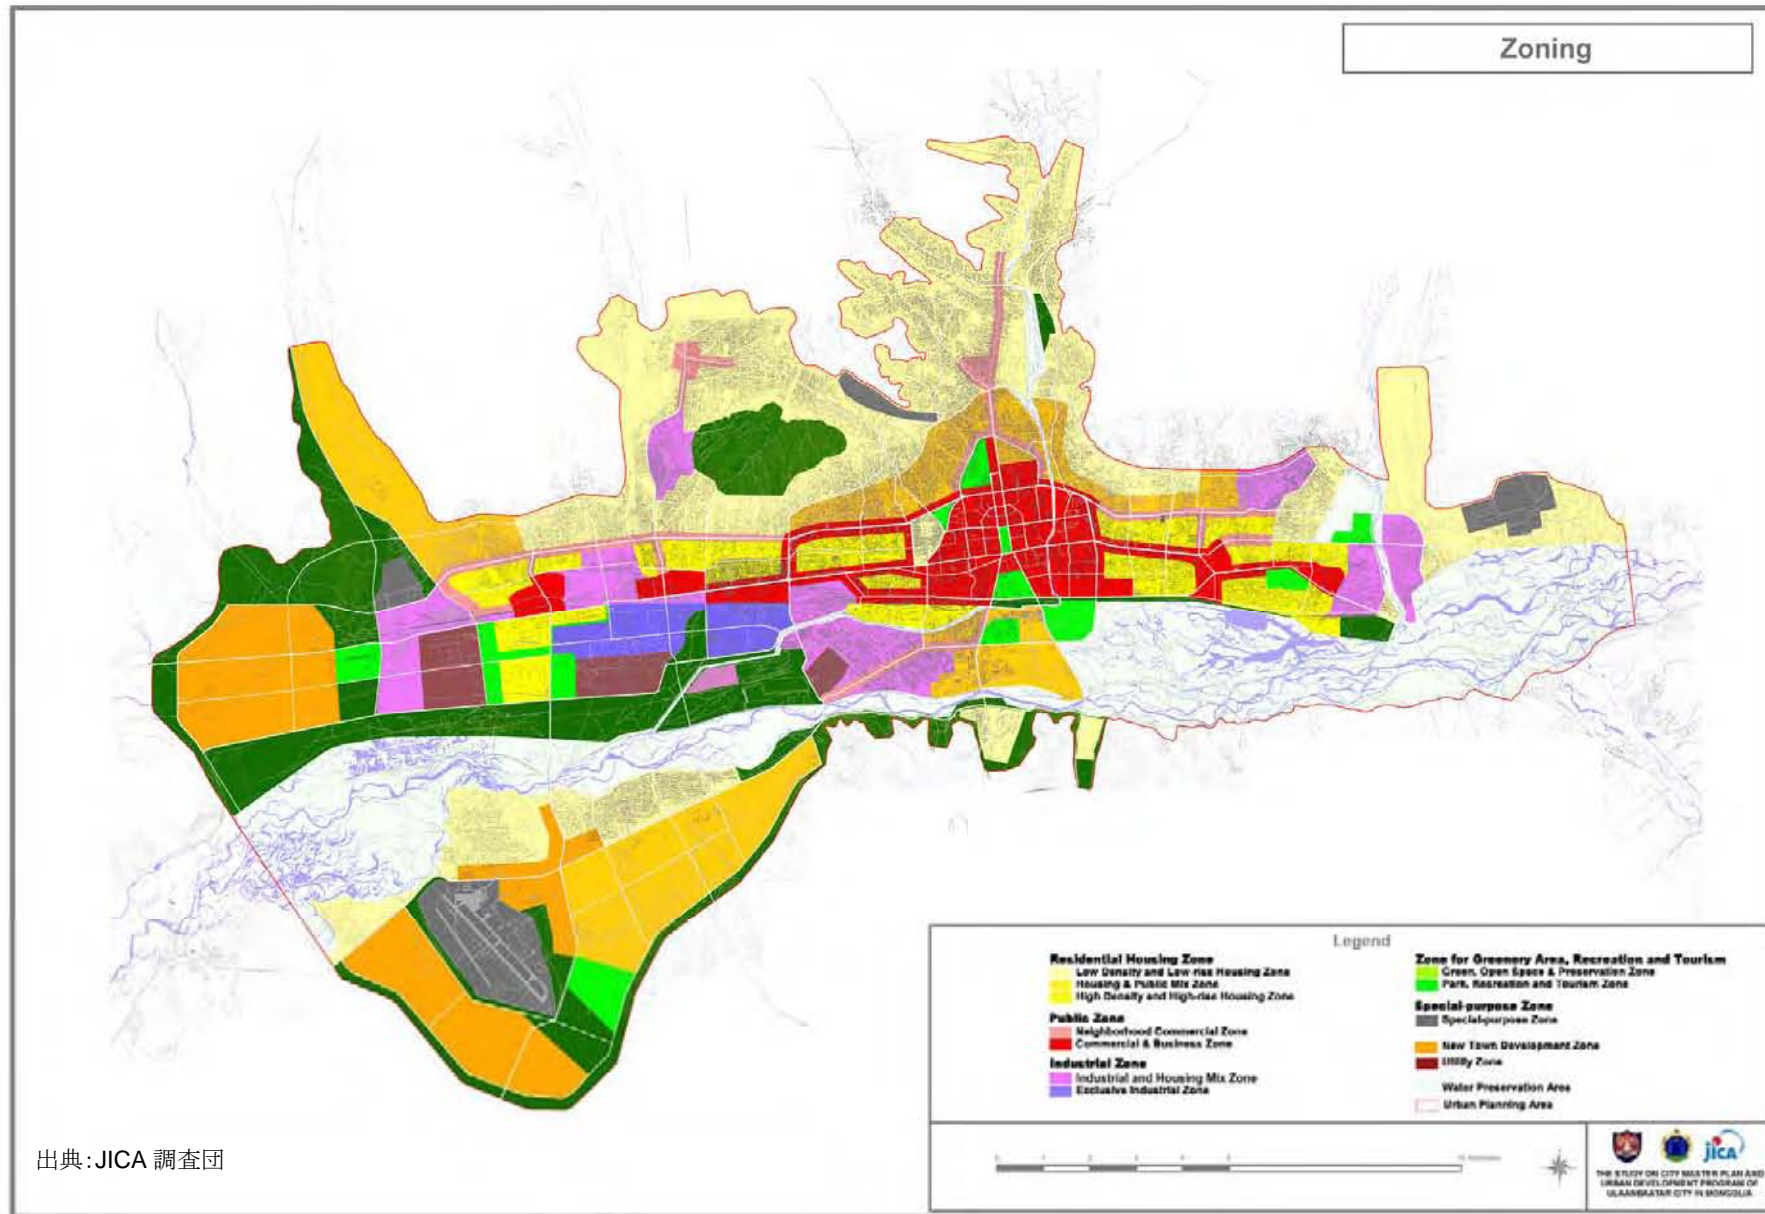 Zoning
Legend
Residential Housing Zone
Low Density and Low-rise Housing Zone
Housing & Public Mix Zone
High Density and High-rise Housing Zone
Public Zone
Neighborhood Commercial Zone
Commercial & Business Zone
Industrial Zone
Industrial and Housing Mix Zone
Exclusive Industrial Zone
Zone for Greenery Area, Recreation and Tourism
Green, Open Space & Preservation Zone
Park, Recreation and Tourism Zone
Special-purpose Zone
Special-purpose Zone
New Town Development Zone
Utility Zone
Water Preservation Area
Urban Planning Area
出典:JICA 調査団
jICA
THE STUDY ON CITY MASTER PLAN AND
URBAN DEVELOPMENT PROGRAM OF
ULAANBAATAR CITY IN MONGOLIA